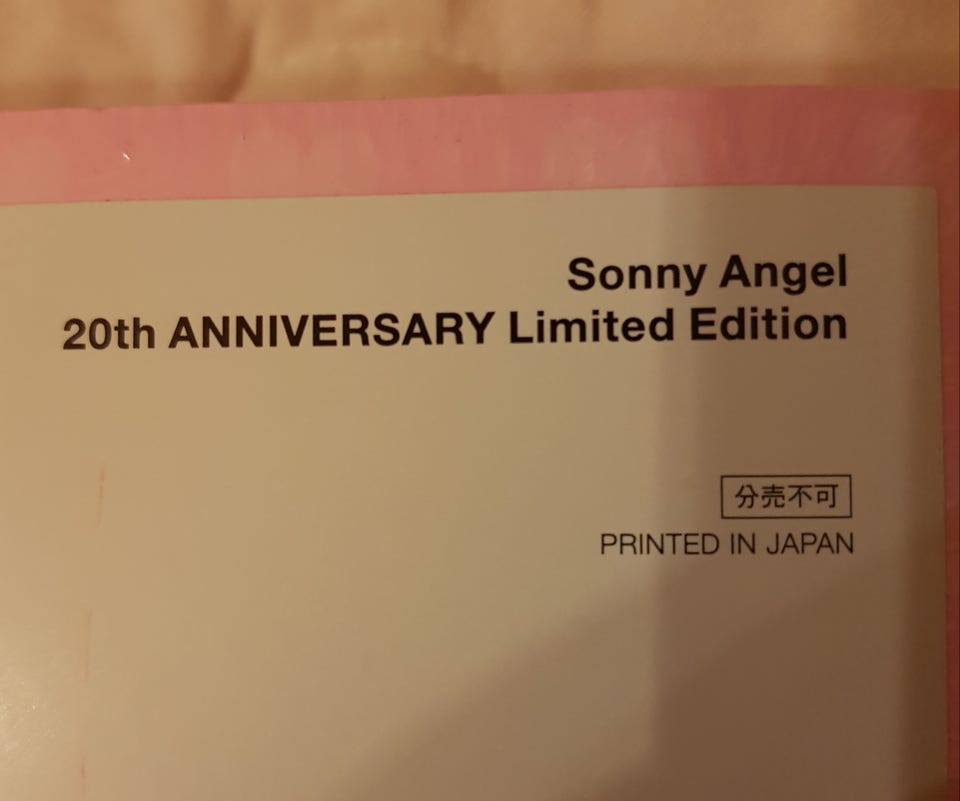 Sonny Angel
20th ANNIVERSARY Limited Edition
分売不可
PRINTED IN JAPAN